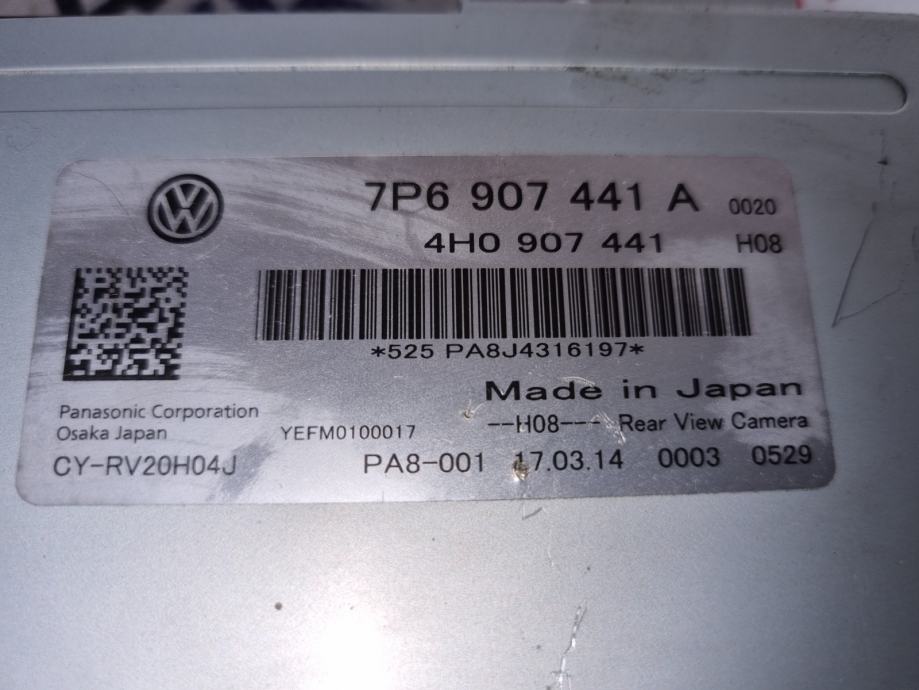 7P6 907 441 A 0020
4H0 907 441 H08
*525 PA8J4316197*
Made in Japan
Panasonic Corporation
Osaka Japan
YEFM0100017
--H08--- Rear View Camera
CY-RV20H04J PA8-001 17.03.14 0003 0529